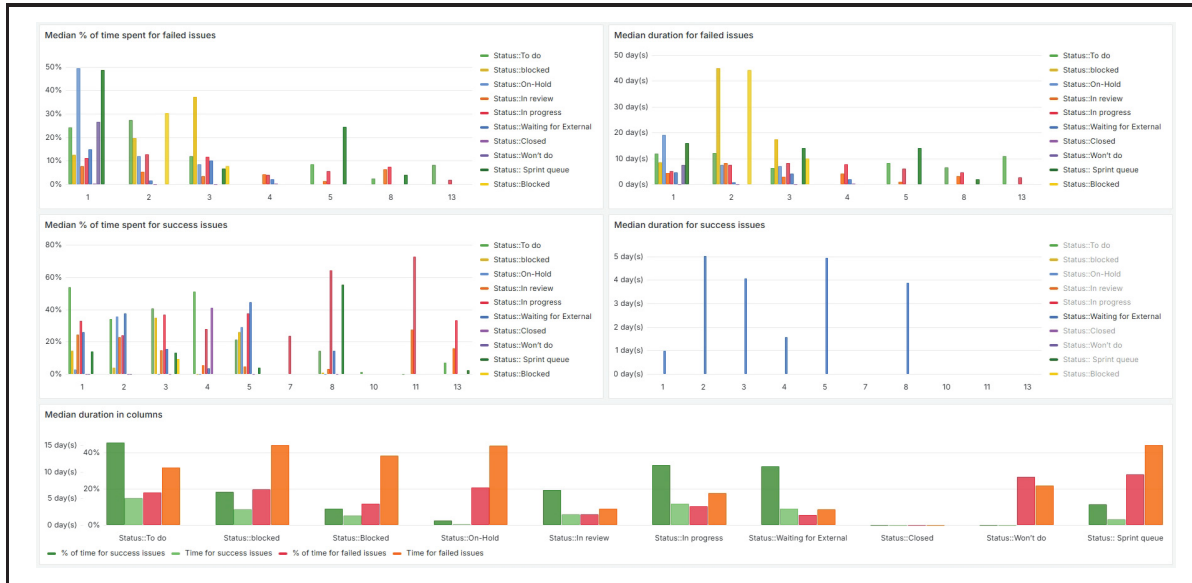 Median % of time spent for failed issues
50%
40%
30%
20%
10%
0%
1 2 3 4 5 8 13
Status::To do
Status::blocked
Status::On-Hold
Status::In review
Status::In progress
Status::Waiting for External
Status::Closed
Status::Won't do
Status:: Sprint queue
Status::Blocked
Median duration for failed issues
50 day(s)
40 day(s)
30 day(s)
20 day(s)
10 day(s)
0 day(s)
1 2 3 4 5 8 13
Status::To do
Status::blocked
Status::On-Hold
Status::In review
Status::In progress
Status::Waiting for External
Status::Closed
Status::Won't do
Status:: Sprint queue
Status::Blocked
Median % of time spent for success issues
80%
60%
40%
20%
0%
1 2 3 4 5 7 8 10 11 13
Status::To do
Status::blocked
Status::On-Hold
Status::In review
Status::In progress
Status::Waiting for External
Status::Closed
Status::Won't do
Status:: Sprint queue
Status::Blocked
Median duration for success issues
5 day(s)
4 day(s)
3 day(s)
2 day(s)
1 day(s)
0 day(s)
1 2 3 4 5 7 8 10 11 13
Status::To do
Status::blocked
Status::On-Hold
Status::In review
Status::In progress
Status::Waiting for External
Status::Closed
Status::Won't do
Status:: Sprint queue
Status::Blocked
Median duration in columns
15 day(s)
40%
10 day(s)
20%
5 day(s)
0 day(s) 0%
Status::To do Status::blocked Status::Blocked Status::On-Hold Status::In review Status::In progress Status::Waiting for External Status::Closed Status::Won't do Status:: Sprint queue
% of time for success issues Time for success issues % of time for failed issues Time for failed issues